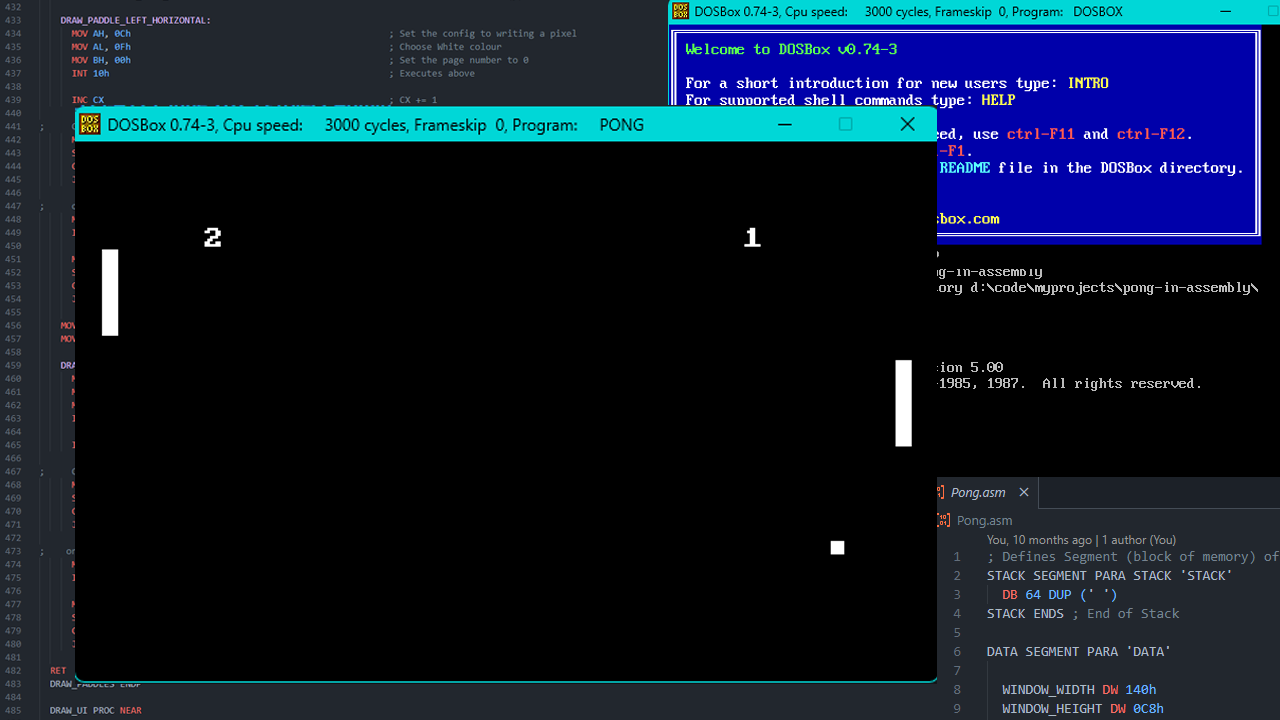 432
433 DRAW_PADDLE_LEFT_HORIZONTAL:
434 MOV AH, 0Ch ; Set the config to writing a pixel
435 MOV AL, 0Fh ; Choose White colour
436 MOV BH, 00h ; Set the page number to 0
437 INT 10h ; Executes above
438
439 INC CX ; CX += 1
440
441 ;
442
443
444
445
446
447 ;
448
449
450
451
452
453
454
455
456 MOV
457 MOV
458
459 DRA
460
461
462
463
464
465
466
467 ;
468
469
470
471
472
473 ; or
474
475
476
477
478
479
480
481
482 RET
483 DRAW_PADDLES ENDP
484
485 DRAW_UI PROC NEAR
DOSBox 0.74-3, Cpu speed: 3000 cycles, Frameskip 0, Program: DOSBOX
Welcome to DOSBox v0.74-3
For a short introduction for new users type: INTRO
For supported shell commands type: HELP
eed, use ctrl-F11 and ctrl-F12.
-F1.
README file in the DOSBox directory.
sbox.com
ng-in-assembly
ory d:\code\myprojects\pong-in-assembly\
sion 5.00
1985, 1987. All rights reserved.
DOS
BOX
DOSBox 0.74-3, Cpu speed: 3000 cycles, Frameskip 0, Program: PONG
2 1
Pong.asm
Pong.asm
You, 10 months ago | 1 author (You)
1 ; Defines Segment (block of memory) of
2 STACK SEGMENT PARA STACK 'STACK'
3 DB 64 DUP (' ')
4 STACK ENDS ; End of Stack
5
6 DATA SEGMENT PARA 'DATA'
7
8 WINDOW_WIDTH DW 140h
9 WINDOW_HEIGHT DW 0C8h